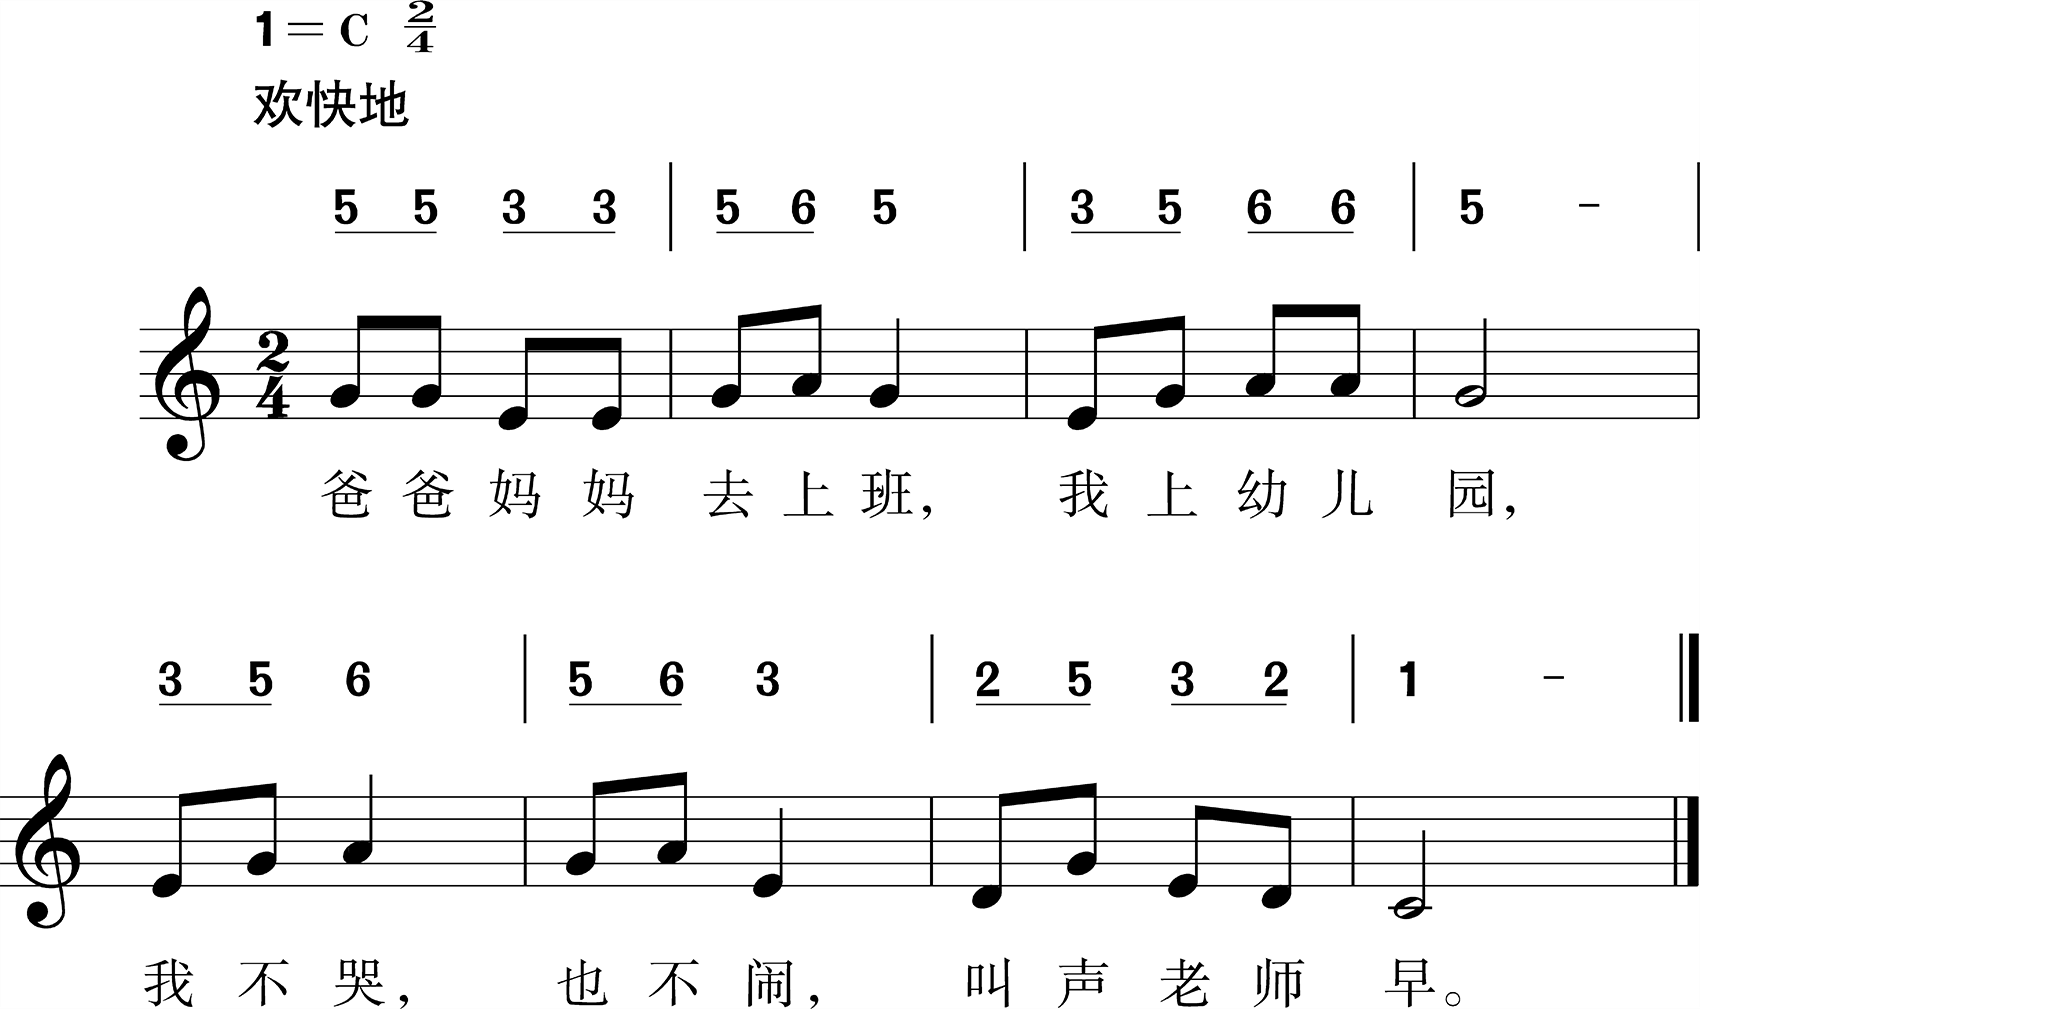 1=C 2/4
欢快地
5 5 3 3 | 5 6 5 | 3 5 6 6 | 5 - |
2/4
爸爸妈妈 去上班， 我上幼儿 园，
3 5 6 | 5 6 3 | 2 5 3 2 | 1 - ‖
我不哭， 也不闹， 叫声老师 早。